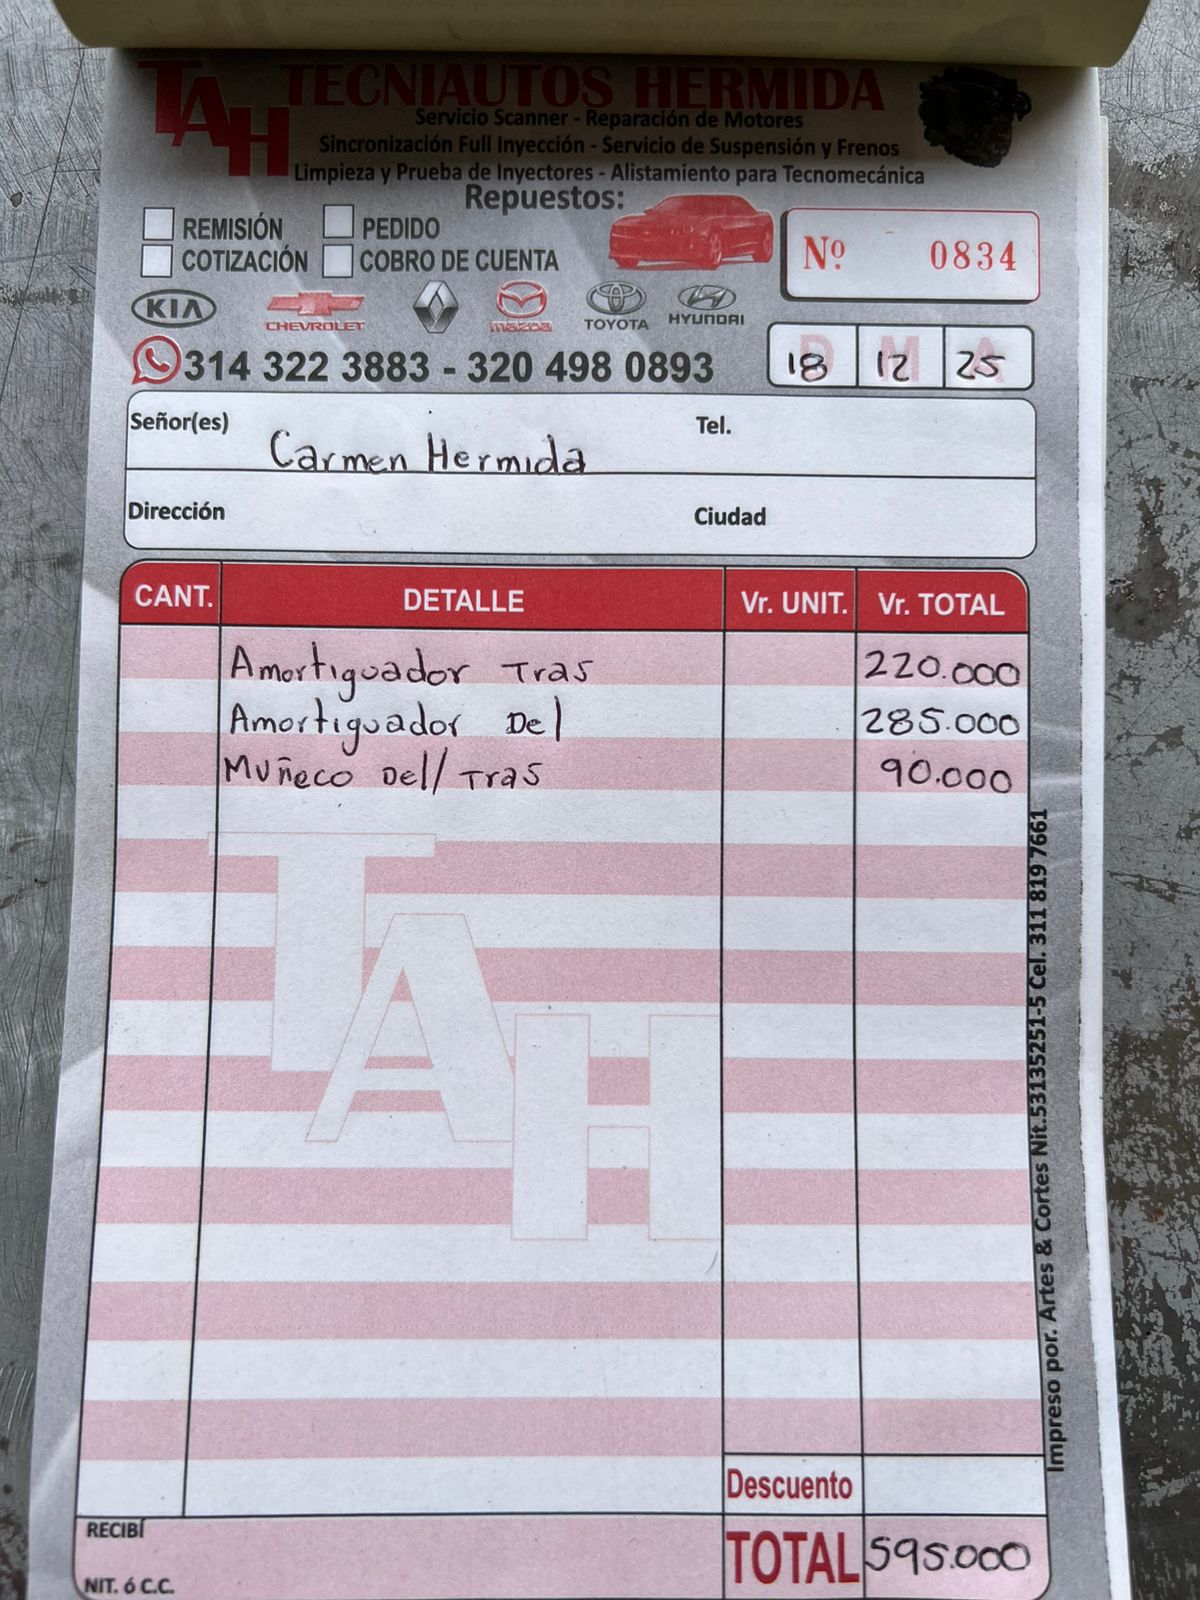 TAH TECNIAUTOS HERMIDA
Servicio Scanner - Reparación de Motores
Sincronización Full Inyección - Servicio de Suspensión y Frenos
Limpieza y Prueba de Inyectores - Alistamiento para Tecnomecánica
Repuestos:
REMISIÓN PEDIDO
COTIZACIÓN COBRO DE CUENTA
Nº 0834
KIA CHEVROLET mazda TOYOTA HYUNDAI
314 322 3883 - 320 498 0893
D M A
18 12 25
Señor(es) Carmen Hermida Tel.
Dirección Ciudad
CANT. DETALLE Vr. UNIT. Vr. TOTAL
Amortiguador Tras 220.000
Amortiguador Del 285.000
Muñeco Del/Tras 90.000
TAH
Descuento
RECIBÍ
TOTAL 595.000
NIT. ó C.C.
Impreso por. Artes & Cortes Nit.53135251-5 Cel. 311 819 7661